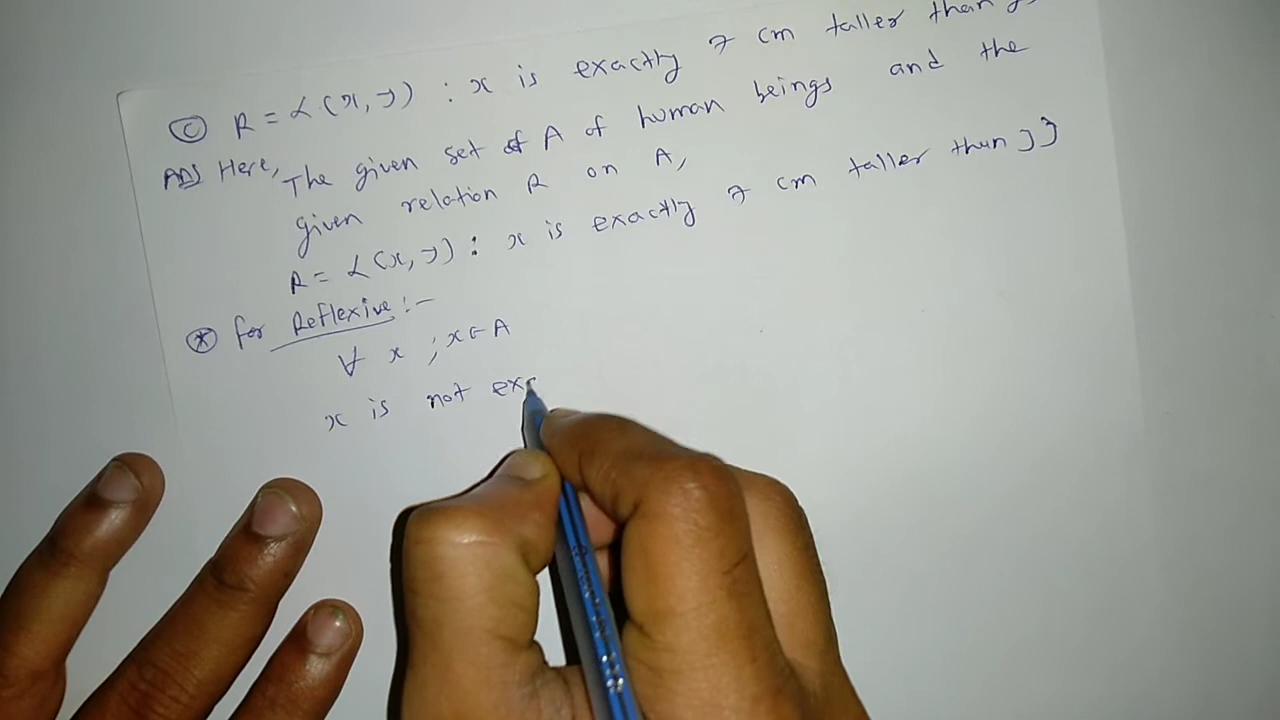 Ⓒ R = {(x, y) : x is exactly 7 cm taller than
Ans Here, The given set of A of human beings and the
given relation R on A,
R = {(x, y) : x is exactly 7 cm taller than y}
⊛ for Reflexive :-
∀ x ; x ∈ A
x is not exa